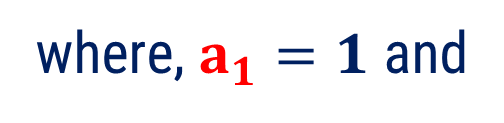 where, a₁ = 1 and